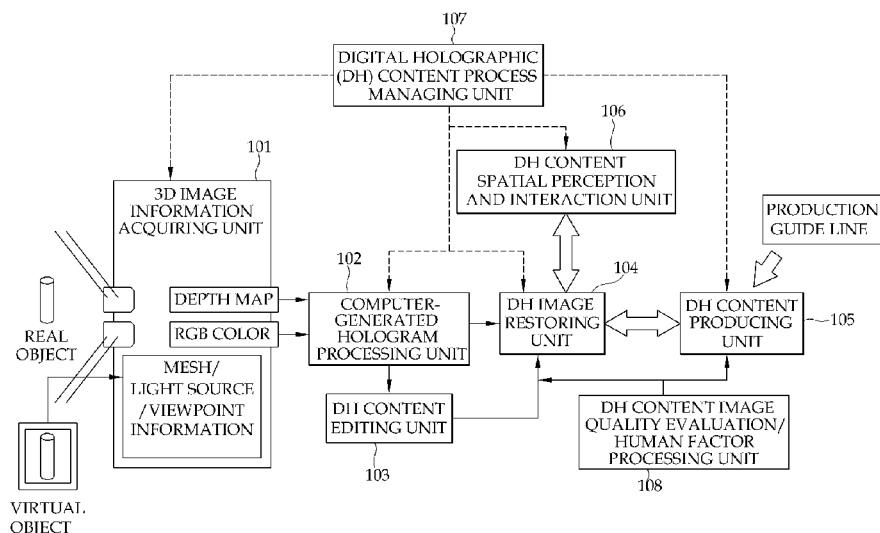 107
DIGITAL HOLOGRAPHIC
(DH) CONTENT PROCESS
MANAGING UNIT
106
DH CONTENT
SPATIAL PERCEPTION
AND INTERACTION UNIT
101
3D IMAGE
INFORMATION
ACQUIRING UNIT
PRODUCTION
GUIDE LINE
102
COMPUTER-
GENERATED
HOLOGRAM
PROCESSING UNIT
104
DH IMAGE
RESTORING
UNIT
DH CONTENT
PRODUCING
UNIT
105
DEPTH MAP
RGB COLOR
REAL
OBJECT
MESH/
LIGHT SOURCE
/VIEWPOINT
INFORMATION
DH CONTENT
EDITING UNIT
103
DH CONTENT IMAGE
QUALITY EVALUATION/
HUMAN FACTOR
PROCESSING UNIT
108
VIRTUAL
OBJECT